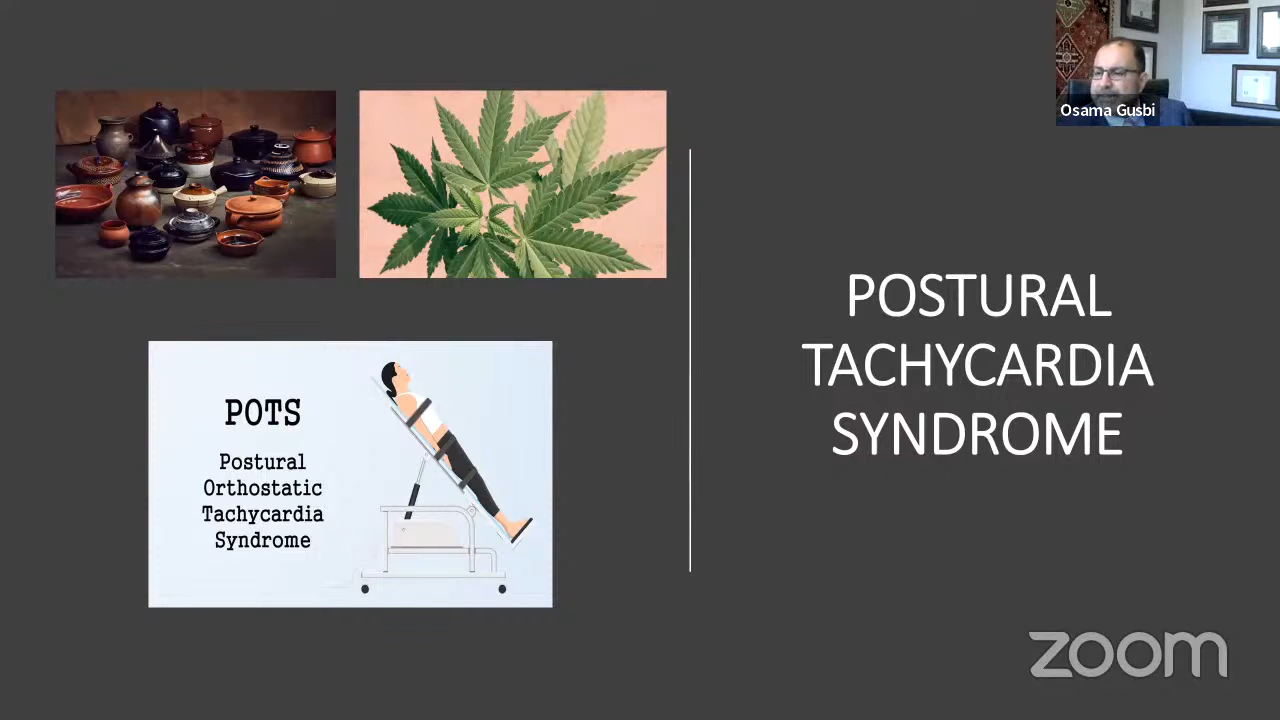 Osama Gusbi
POSTURAL
TACHYCARDIA
SYNDROME
POTS
Postural
Orthostatic
Tachycardia
Syndrome
zoom